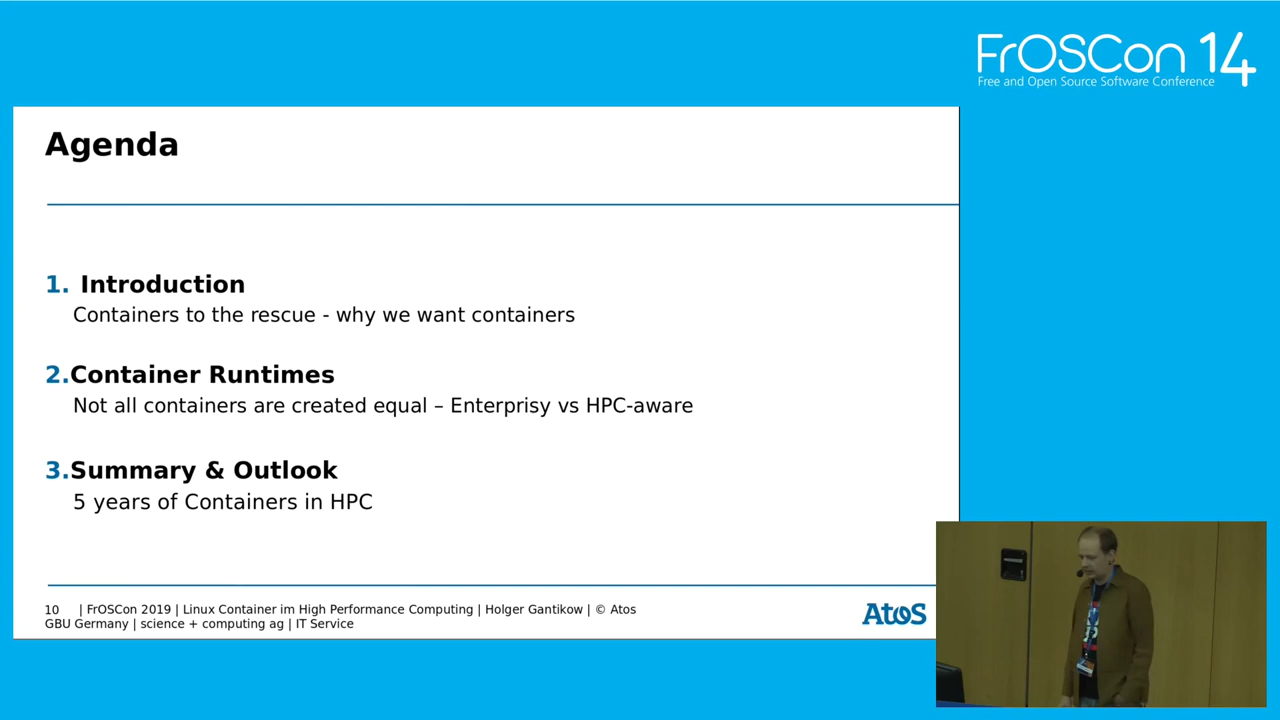 FrOSCon 14
Free and Open Source Software Conference
Agenda
1. Introduction
Containers to the rescue - why we want containers
2.Container Runtimes
Not all containers are created equal – Enterprisy vs HPC-aware
3.Summary & Outlook
5 years of Containers in HPC
10 | FrOSCon 2019 | Linux Container im High Performance Computing | Holger Gantikow | © Atos
GBU Germany | science + computing ag | IT Service
Atos